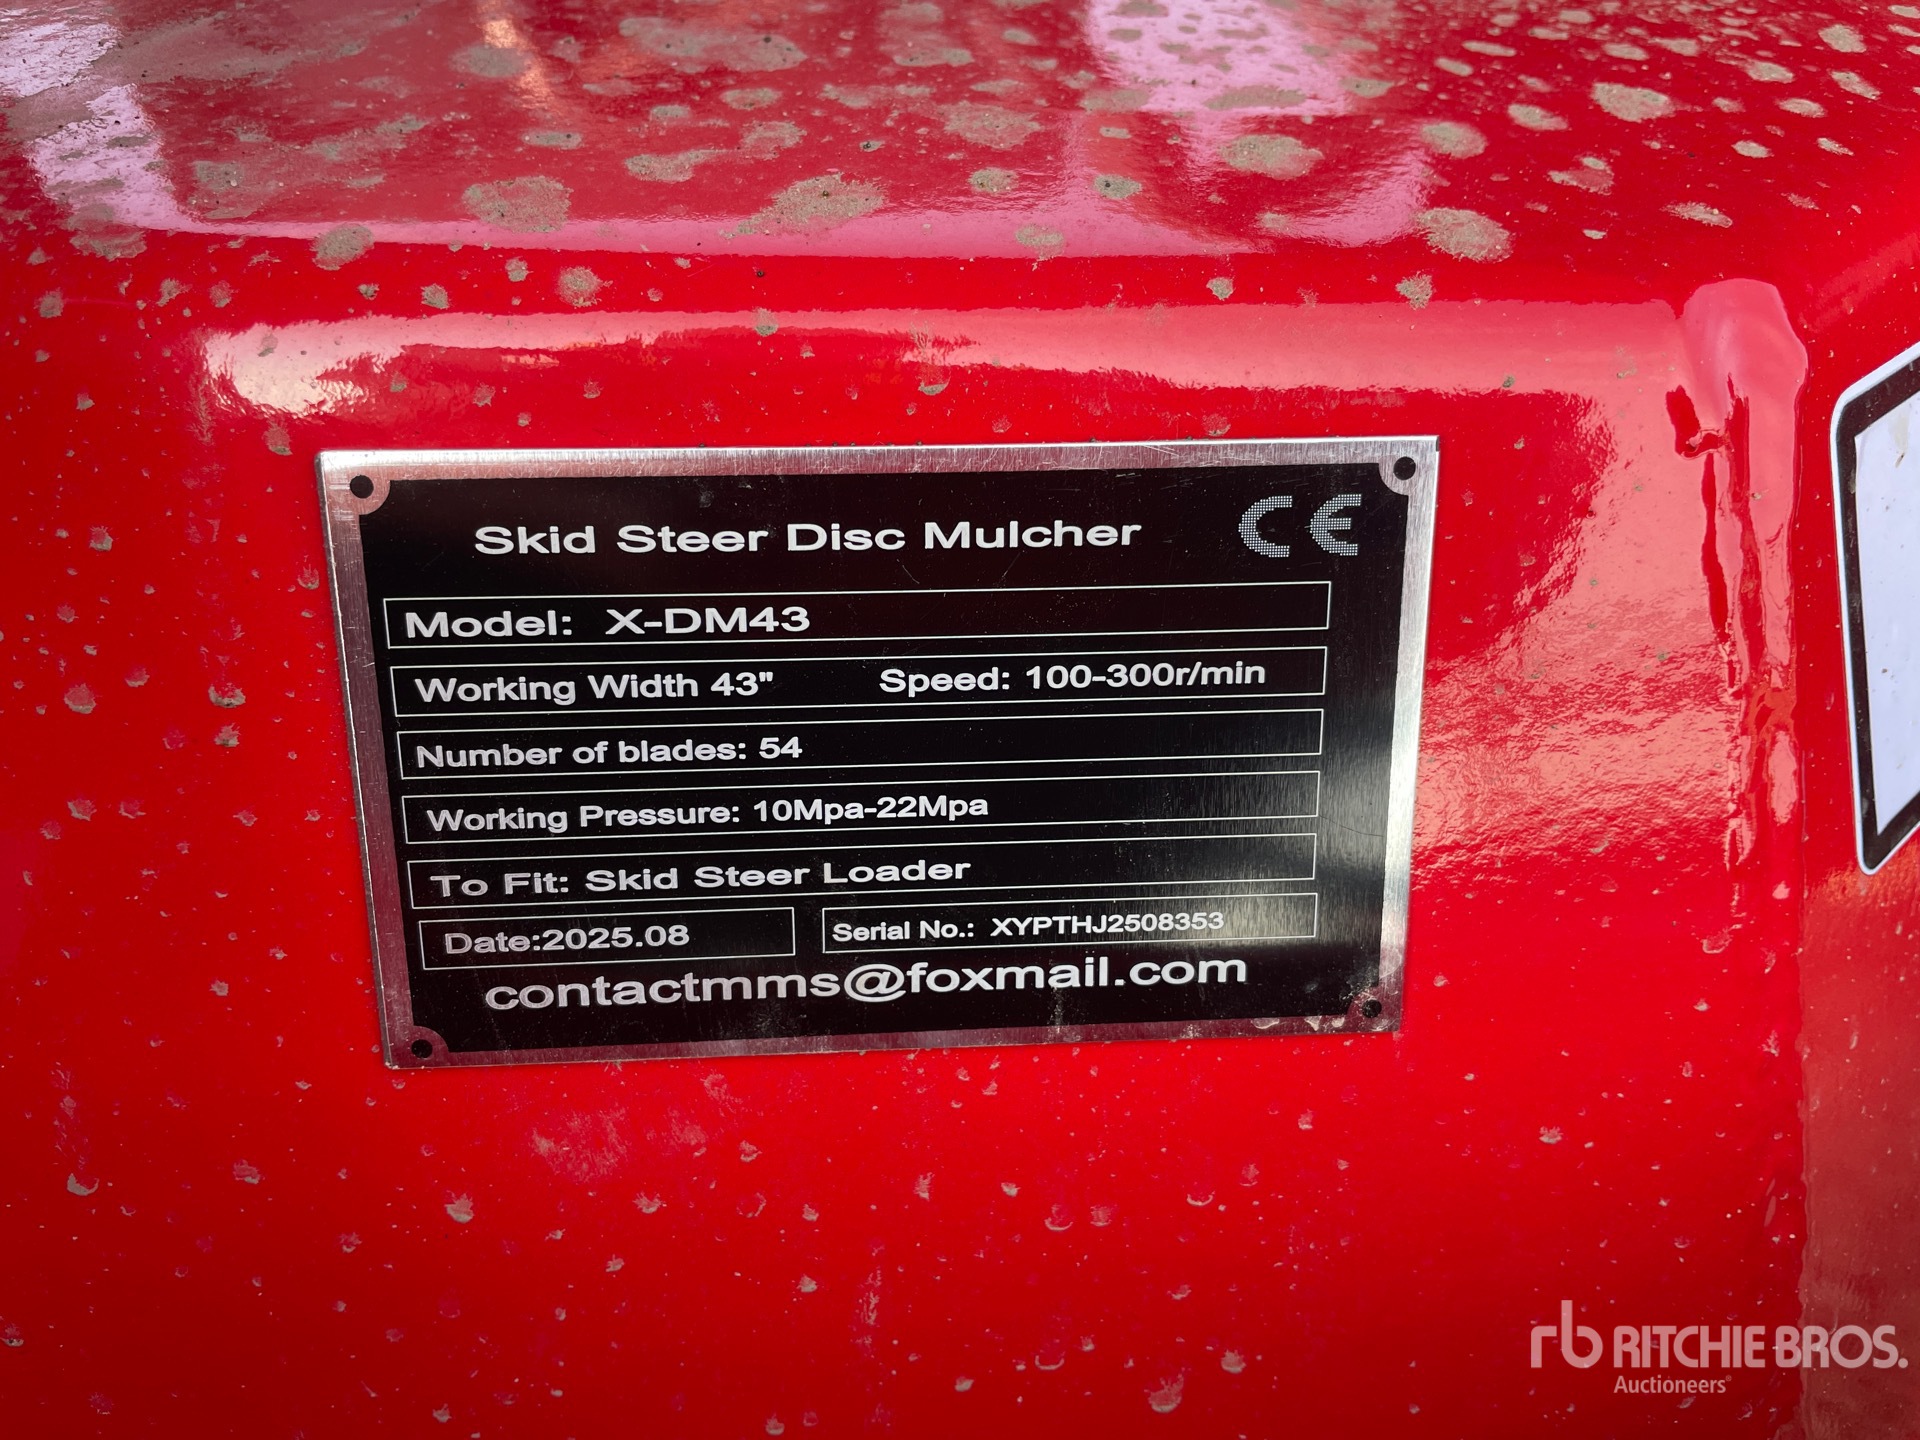 Skid Steer Disc Mulcher CE
Model: X-DM43
Working Width 43" Speed: 100-300r/min
Number of blades: 54
Working Pressure: 10Mpa-22Mpa
To Fit: Skid Steer Loader
Date:2025.08 Serial No.: XYPTHJ2508353
contactmms@foxmail.com
rb RITCHIE BROS.
Auctioneers